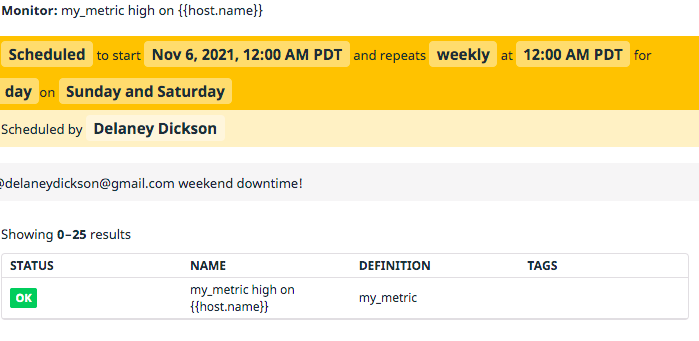 Monitor: my_metric high on {{host.name}}
Scheduled to start Nov 6, 2021, 12:00 AM PDT and repeats weekly at 12:00 AM PDT for
day on Sunday and Saturday
Scheduled by Delaney Dickson
@delaneydickson@gmail.com weekend downtime!
Showing 0–25 results
STATUS NAME DEFINITION TAGS
OK my_metric high on {{host.name}} my_metric